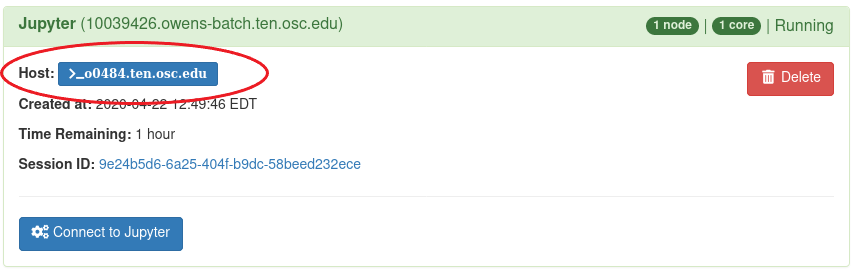 Jupyter (10039426.owens-batch.ten.osc.edu) 1 node | 1 core | Running
Host: >_o0484.ten.osc.edu
Delete
Created at: 2020-04-22 12:49:46 EDT
Time Remaining: 1 hour
Session ID: 9e24b5d6-6a25-404f-b9dc-58beed232ece
Connect to Jupyter